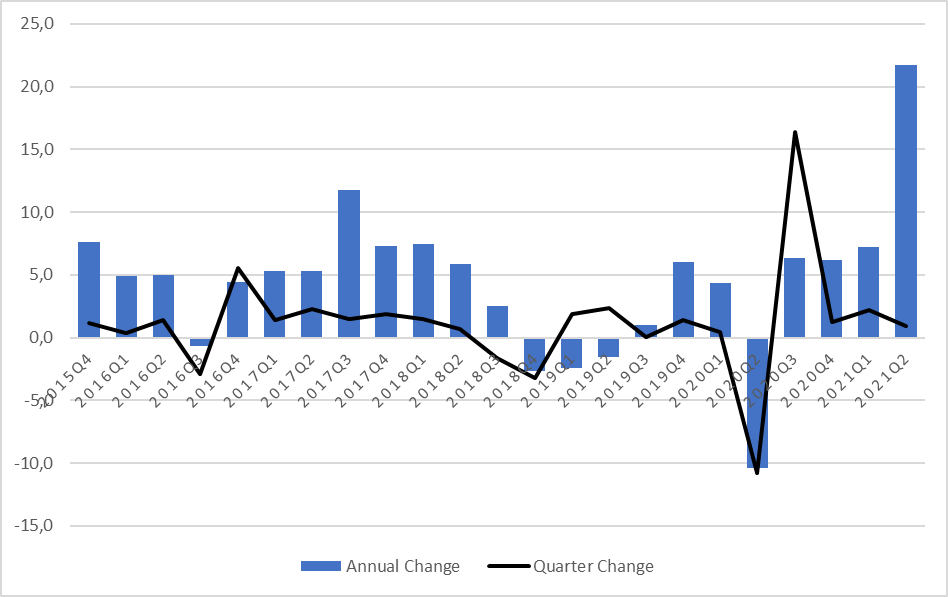 25,0
20,0
15,0
10,0
5,0
0,0
-5,0
-10,0
-15,0
2015Q4
2016Q1
2016Q2
2016Q3
2016Q4
2017Q1
2017Q2
2017Q3
2017Q4
2018Q1
2018Q2
2018Q3
2018Q4
2019Q1
2019Q2
2019Q3
2019Q4
2020Q1
2020Q2
2020Q3
2020Q4
2021Q1
2021Q2
Annual Change
Quarter Change